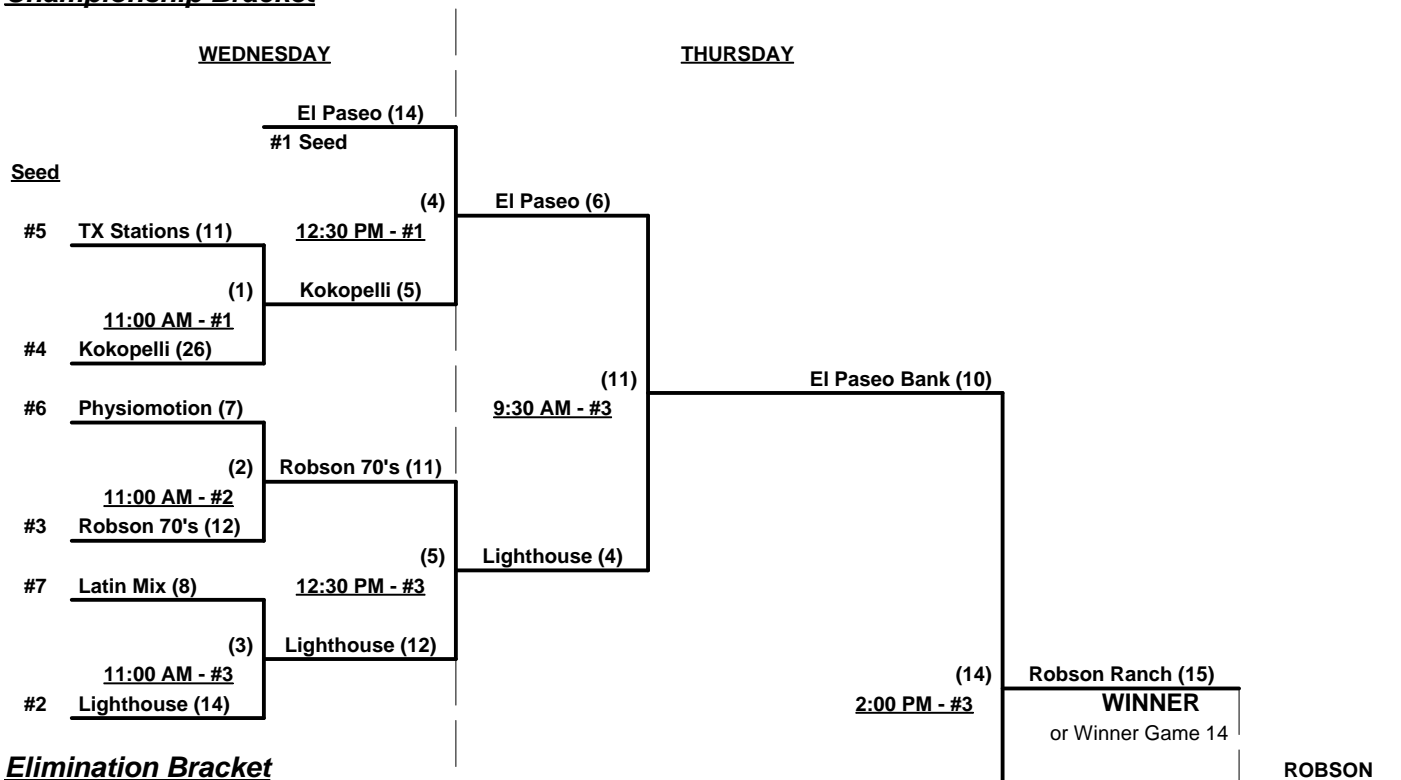 Championship Bracket
WEDNESDAY THURSDAY
El Paseo (14)
#1 Seed
Seed
(4) El Paseo (6)
#5 TX Stations (11) 12:30 PM - #1
(1) Kokopelli (5)
11:00 AM - #1
#4 Kokopelli (26)
(11) El Paseo Bank (10)
#6 Physiomotion (7) 9:30 AM - #3
(2) Robson 70's (11)
11:00 AM - #2
#3 Robson 70's (12)
(5) Lighthouse (4)
#7 Latin Mix (8) 12:30 PM - #3
(3) Lighthouse (12)
11:00 AM - #3 (14) Robson Ranch (15)
#2 Lighthouse (14) 2:00 PM - #3 WINNER
or Winner Game 14
Elimination Bracket ROBSON